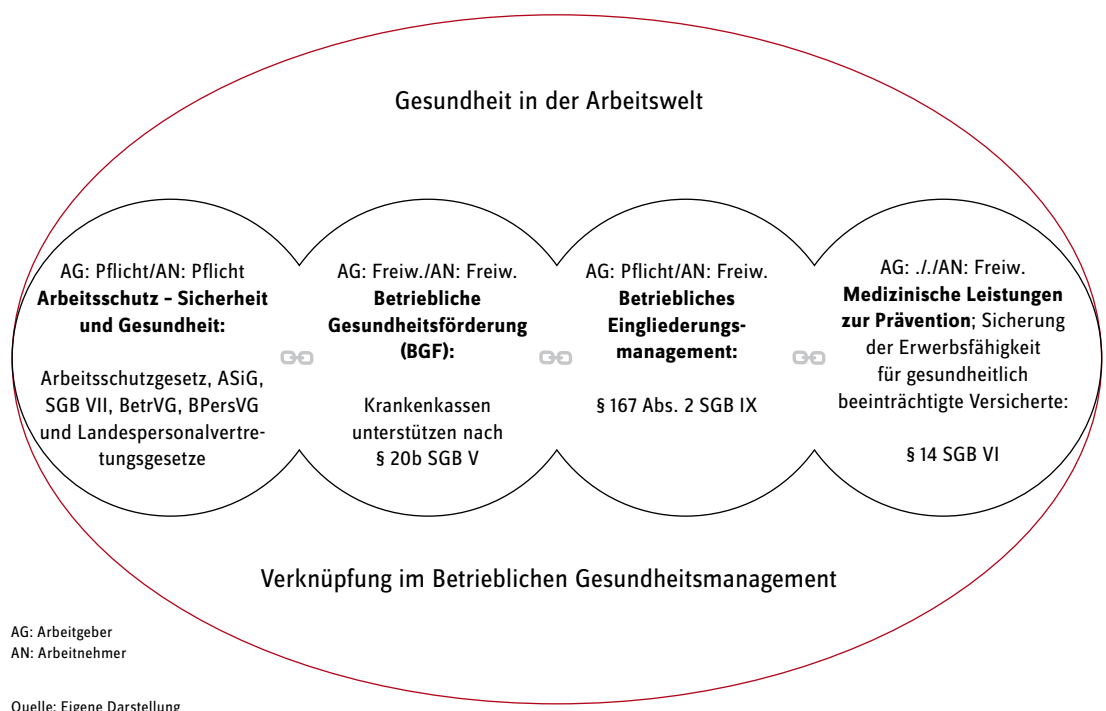 Gesundheit in der Arbeitswelt
AG: Pflicht/AN: Pflicht
Arbeitsschutz – Sicherheit
und Gesundheit:
Arbeitsschutzgesetz, ASiG,
SGB VII, BetrVG, BPersVG
und Landespersonalvertre-
tungsgesetze
AG: Freiw./AN: Freiw.
Betriebliche
Gesundheitsförderung
(BGF):
Krankenkassen
unterstützen nach
§ 20b SGB V
AG: Pflicht/AN: Freiw.
Betriebliches
Eingliederungs-
management:
§ 167 Abs. 2 SGB IX
AG: ././AN: Freiw.
Medizinische Leistungen
zur Prävention; Sicherung
der Erwerbsfähigkeit
für gesundheitlich
beeinträchtigte Versicherte:
§ 14 SGB VI
Verknüpfung im Betrieblichen Gesundheitsmanagement
AG: Arbeitgeber
AN: Arbeitnehmer
Quelle: Eigene Darstellung